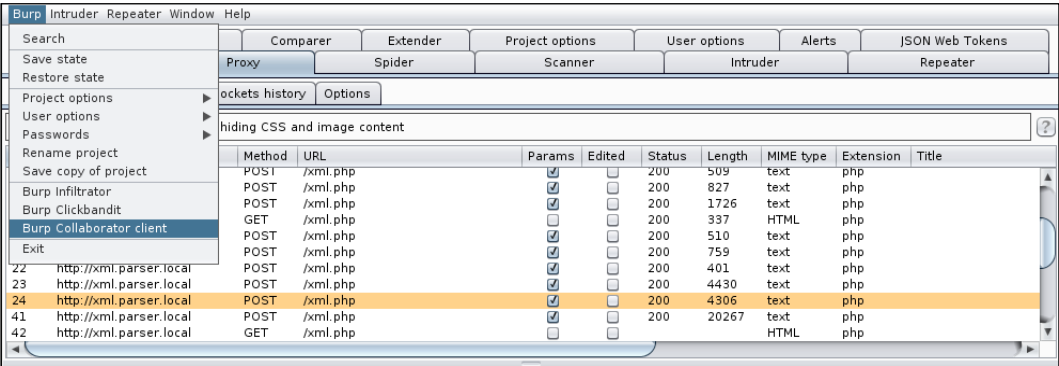 Burp Intruder Repeater Window Help
Search
Save state
Restore state
Project options
User options
Passwords
Rename project
Save copy of project
Burp Infiltrator
Burp Clickbandit
Burp Collaborator client
Exit
Comparer Extender Project options User options Alerts JSON Web Tokens
Proxy Spider Scanner Intruder Repeater
ockets history Options
hiding CSS and image content ?
Method URL Params Edited Status Length MIME type Extension Title
POST /xml.php 200 509 text php
POST /xml.php 200 827 text php
POST /xml.php 200 1726 text php
GET /xml.php 200 337 HTML php
POST /xml.php 200 510 text php
POST /xml.php 200 759 text php
22 http://xml.parser.local POST /xml.php 200 401 text php
23 http://xml.parser.local POST /xml.php 200 4430 text php
24 http://xml.parser.local POST /xml.php 200 4306 text php
41 http://xml.parser.local POST /xml.php 200 20267 text php
42 http://xml.parser.local GET /xml.php HTML php